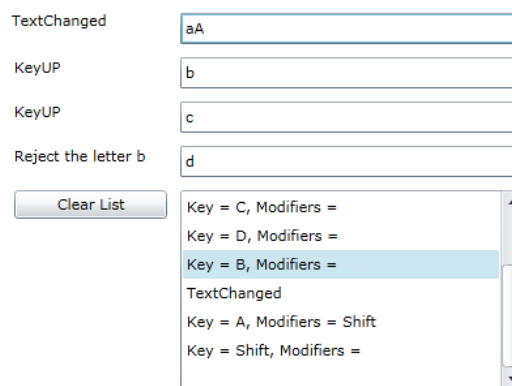 TextChanged
aA
KeyUP
b
KeyUP
c
Reject the letter b
d
Clear List
Key = C, Modifiers =
Key = D, Modifiers =
Key = B, Modifiers =
TextChanged
Key = A, Modifiers = Shift
Key = Shift, Modifiers =